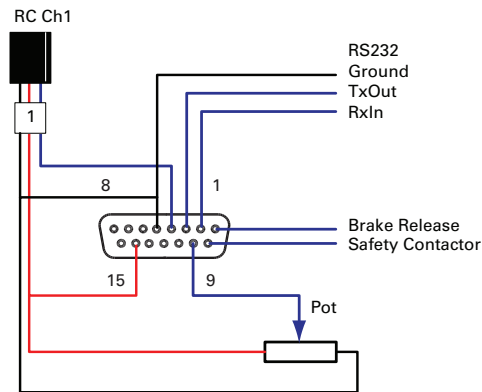 RC Ch1
RS232
Ground
TxOut
RxIn
1
8
1
Brake Release
Safety Contactor
15
9
Pot